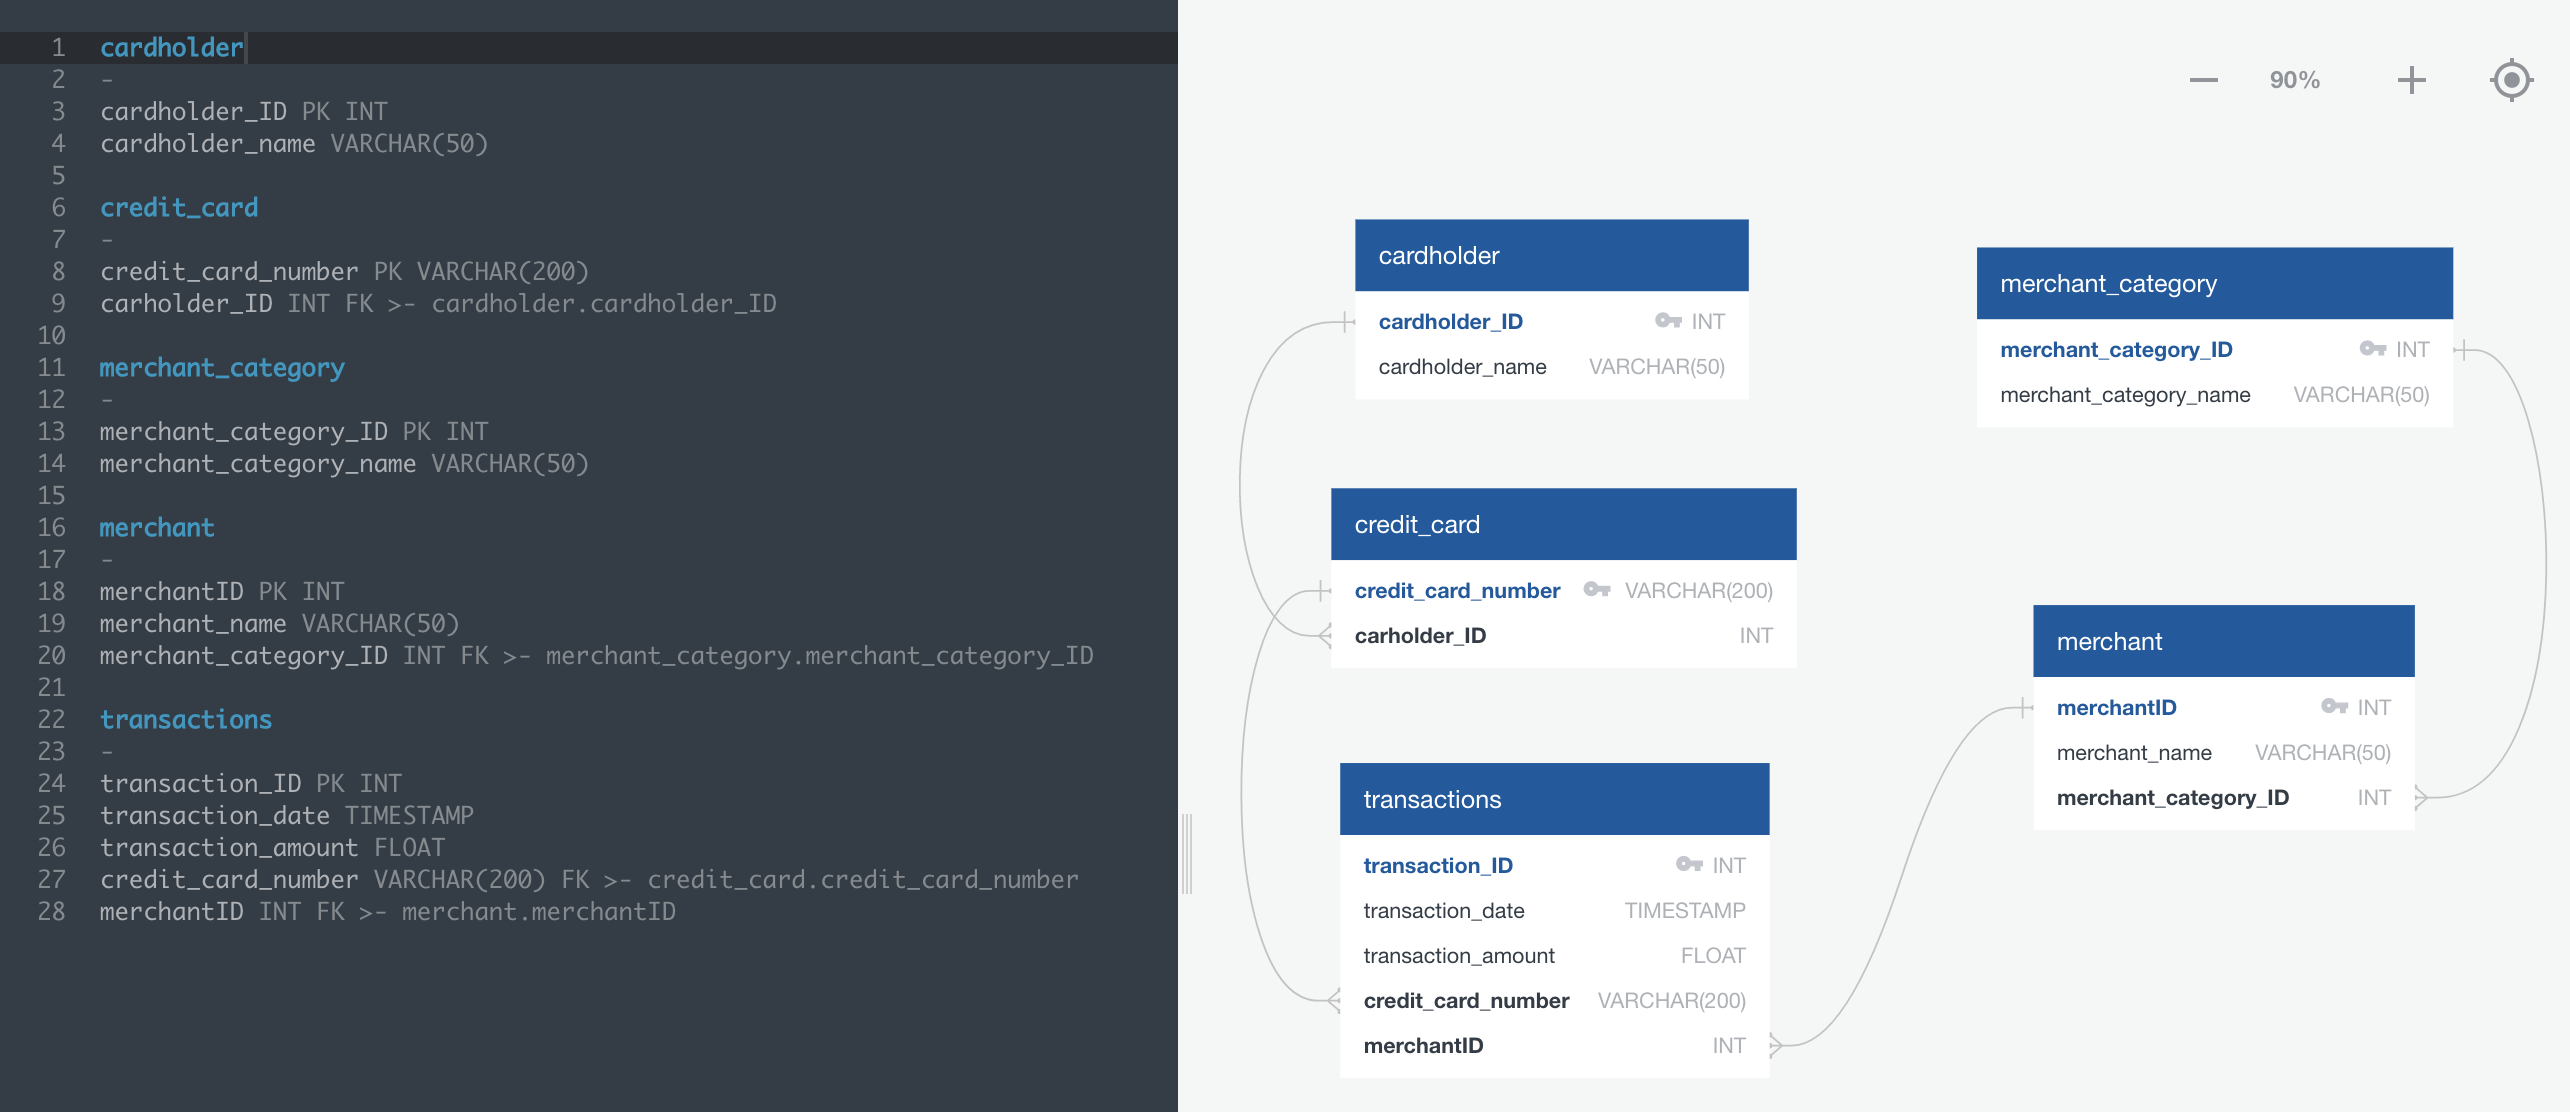 1 cardholder
2 -
3 cardholder_ID PK INT
4 cardholder_name VARCHAR(50)
5
6 credit_card
7 -
8 credit_card_number PK VARCHAR(200)
9 carholder_ID INT FK >- cardholder.cardholder_ID
10
11 merchant_category
12 -
13 merchant_category_ID PK INT
14 merchant_category_name VARCHAR(50)
15
16 merchant
17 -
18 merchantID PK INT
19 merchant_name VARCHAR(50)
20 merchant_category_ID INT FK >- merchant_category.merchant_category_ID
21
22 transactions
23 -
24 transaction_ID PK INT
25 transaction_date TIMESTAMP
26 transaction_amount FLOAT
27 credit_card_number VARCHAR(200) FK >- credit_card.credit_card_number
28 merchantID INT FK >- merchant.merchantID
90%
cardholder
cardholder_ID INT
cardholder_name VARCHAR(50)
merchant_category
merchant_category_ID INT
merchant_category_name VARCHAR(50)
credit_card
credit_card_number VARCHAR(200)
carholder_ID INT
merchant
merchantID INT
merchant_name VARCHAR(50)
merchant_category_ID INT
transactions
transaction_ID INT
transaction_date TIMESTAMP
transaction_amount FLOAT
credit_card_number VARCHAR(200)
merchantID INT